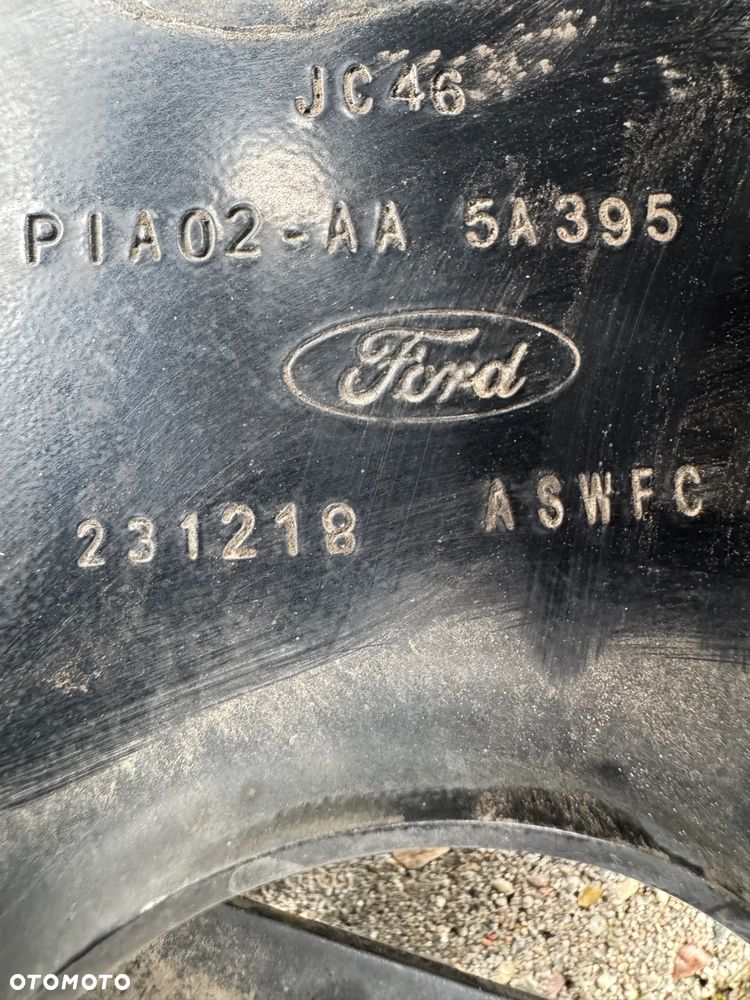 JC46
P1A02-AA 5A395
Ford
231218 ASWFC
OTOMOTO